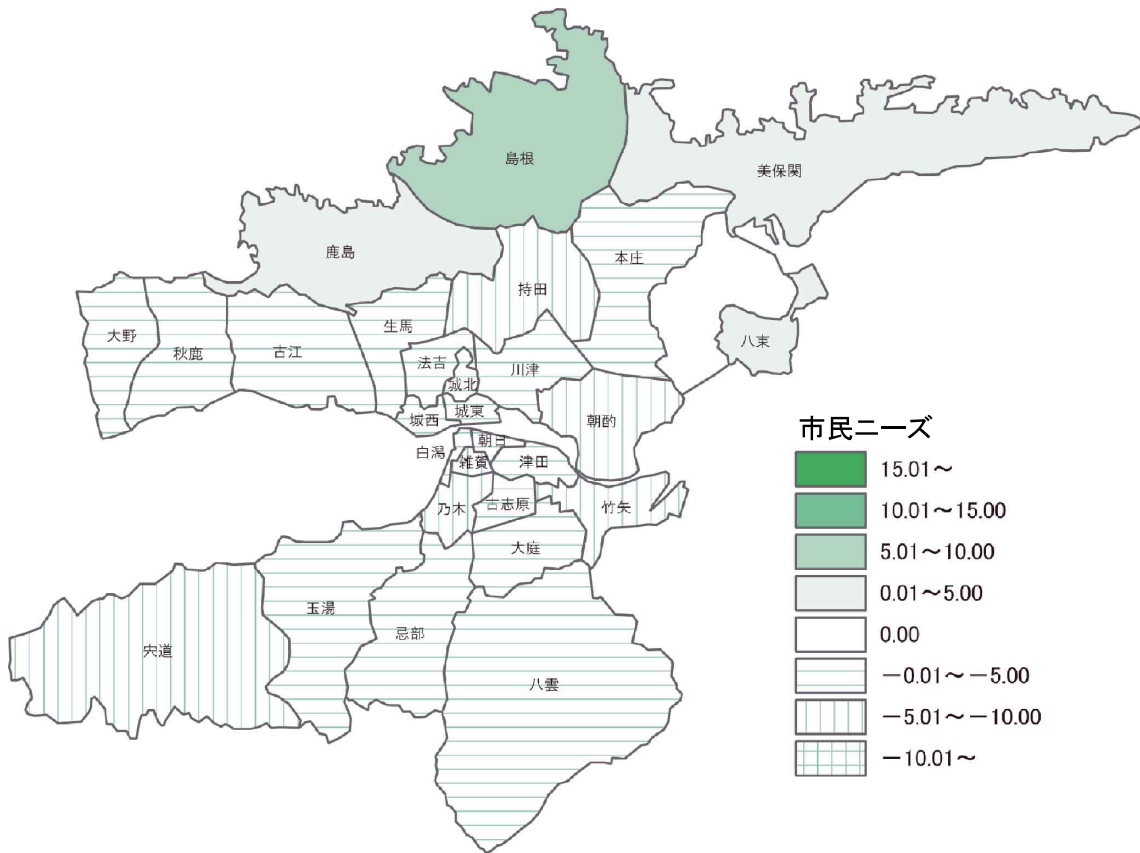 島根
美保関
鹿島
本庄
持田
大野
秋鹿
古江
生馬
法吉
川津
八束
城北
城西
城東
朝酌
白潟
朝日
雑賀
津田
乃木
古志原
竹矢
大庭
玉湯
忌部
宍道
八雲
市民ニーズ
15.01～
10.01～15.00
5.01～10.00
0.01～5.00
0.00
－0.01～－5.00
－5.01～－10.00
－10.01～